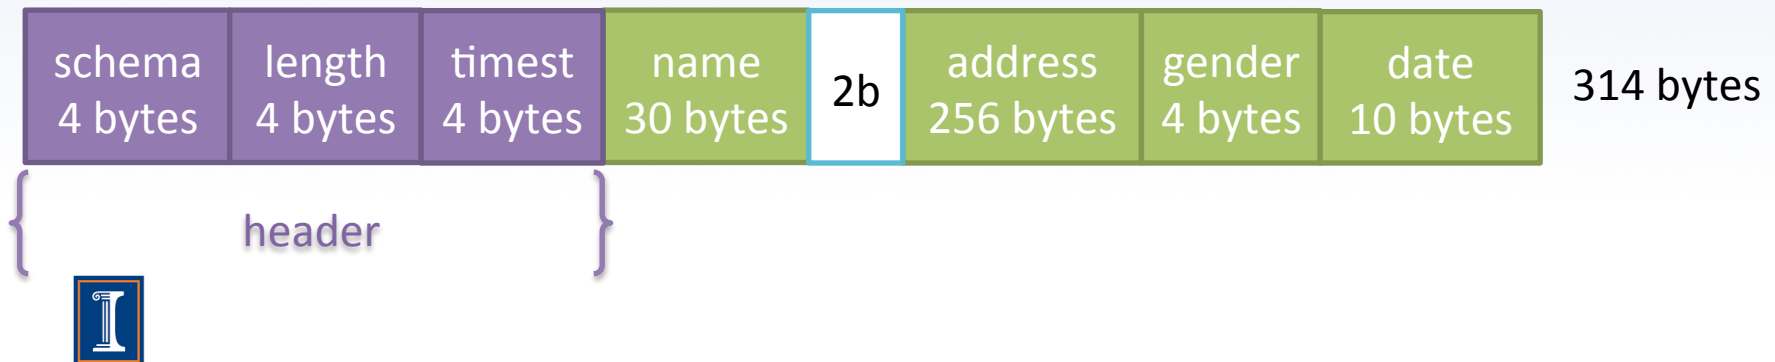 schema length timest name 2b address gender date 314 bytes
4 bytes 4 bytes 4 bytes 30 bytes 256 bytes 4 bytes 10 bytes
header
I